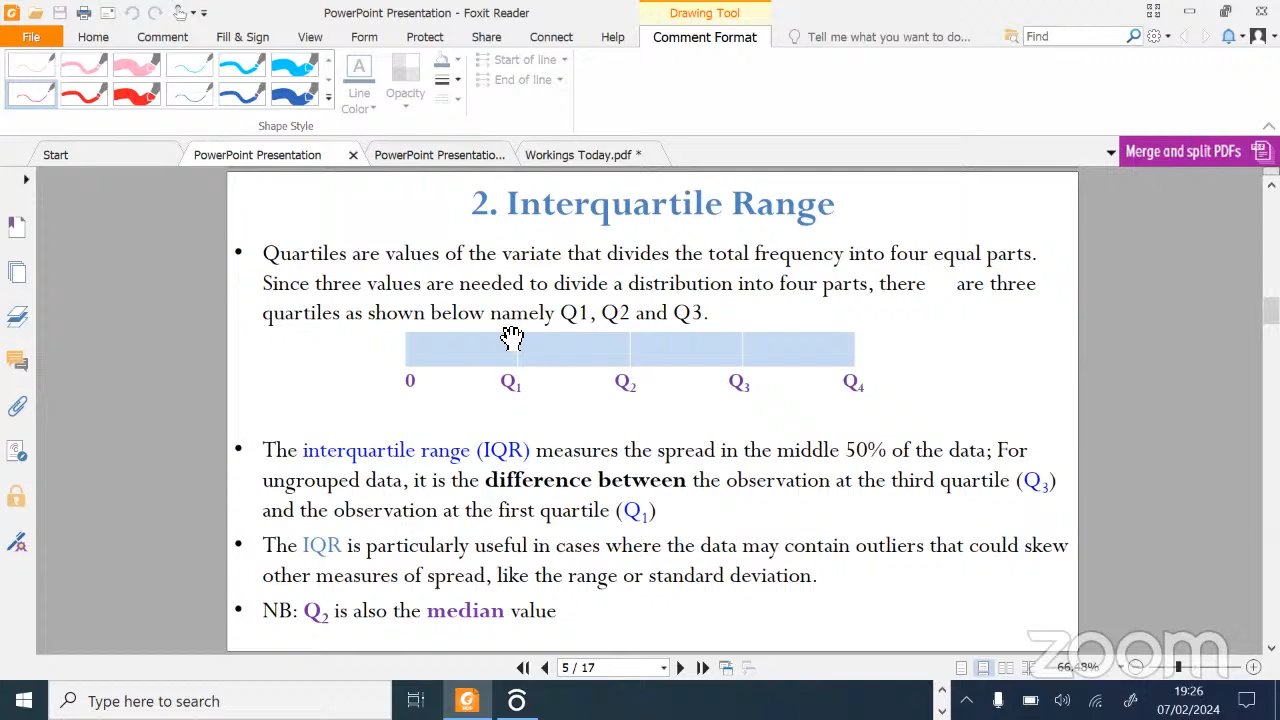 PowerPoint Presentation - Foxit Reader
Drawing Tool
File Home Comment Fill & Sign View Form Protect Share Connect Help Comment Format Tell me what you want to do... Find
Line Color
Opacity
Start of line
End of line
Shape Style
Start
PowerPoint Presentation
PowerPoint Presentatio...
Workings Today.pdf *
Merge and split PDFs
2. Interquartile Range
• Quartiles are values of the variate that divides the total frequency into four equal parts.
Since three values are needed to divide a distribution into four parts, there are three
quartiles as shown below namely Q1, Q2 and Q3.
0 Q1 Q2 Q3 Q4
• The interquartile range (IQR) measures the spread in the middle 50% of the data; For
ungrouped data, it is the difference between the observation at the third quartile (Q3)
and the observation at the first quartile (Q1)
• The IQR is particularly useful in cases where the data may contain outliers that could skew
other measures of spread, like the range or standard deviation.
• NB: Q2 is also the median value
zoom
5 / 17
66.43%
Type here to search
19:26
07/02/2024